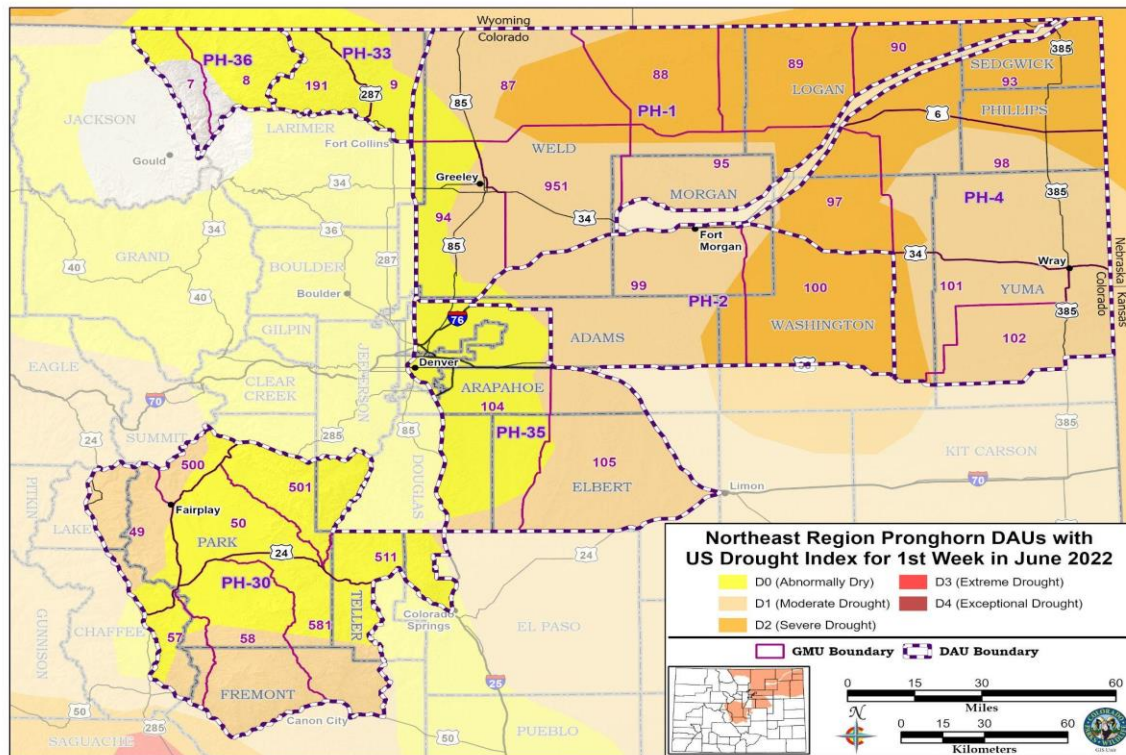 Wyoming
Colorado
PH-36
PH-33
7
8
191
9
287
85
87
88
89
90
385
SEDGWICK
93
LOGAN
PHILLIPS
PH-1
6
JACKSON
LARIMER
Gould
Fort Collins
WELD
34
Greeley
951
95
MORGAN
98
385
97
PH-4
94
34
Fort
Morgan
34
36
GRAND
34
85
287
40
BOULDER
Boulder
40
99
PH-2
100
101
Wray
YUMA
Nebraska
Kansas
Colorado
GILPIN
76
ADAMS
WASHINGTON
102
385
JEFFERSON
Denver
36
EAGLE
CLEAR
CREEK
ARAPAHOE
104
70
24
SUMMIT
285
85
PH-35
385
KIT CARSON
500
DOUGLAS
105
ELBERT
70
Limon
PITKIN
501
Fairplay
LAKE
49
50
PARK
24
511
24
PH-30
TELLER
GUNNISON
CHAFFEE
57
58
581
Colorado
Springs
EL PASO
FREMONT
25
50
285
Canon City
50
PUEBLO
SAGUACHE
Northeast Region Pronghorn DAUs with
US Drought Index for 1st Week in June 2022
D0 (Abnormally Dry)
D3 (Extreme Drought)
D1 (Moderate Drought)
D4 (Exceptional Drought)
D2 (Severe Drought)
GMU Boundary
DAU Boundary
0 15 30 60
Miles
0 15 30 60
Kilometers
N
GIS Unit